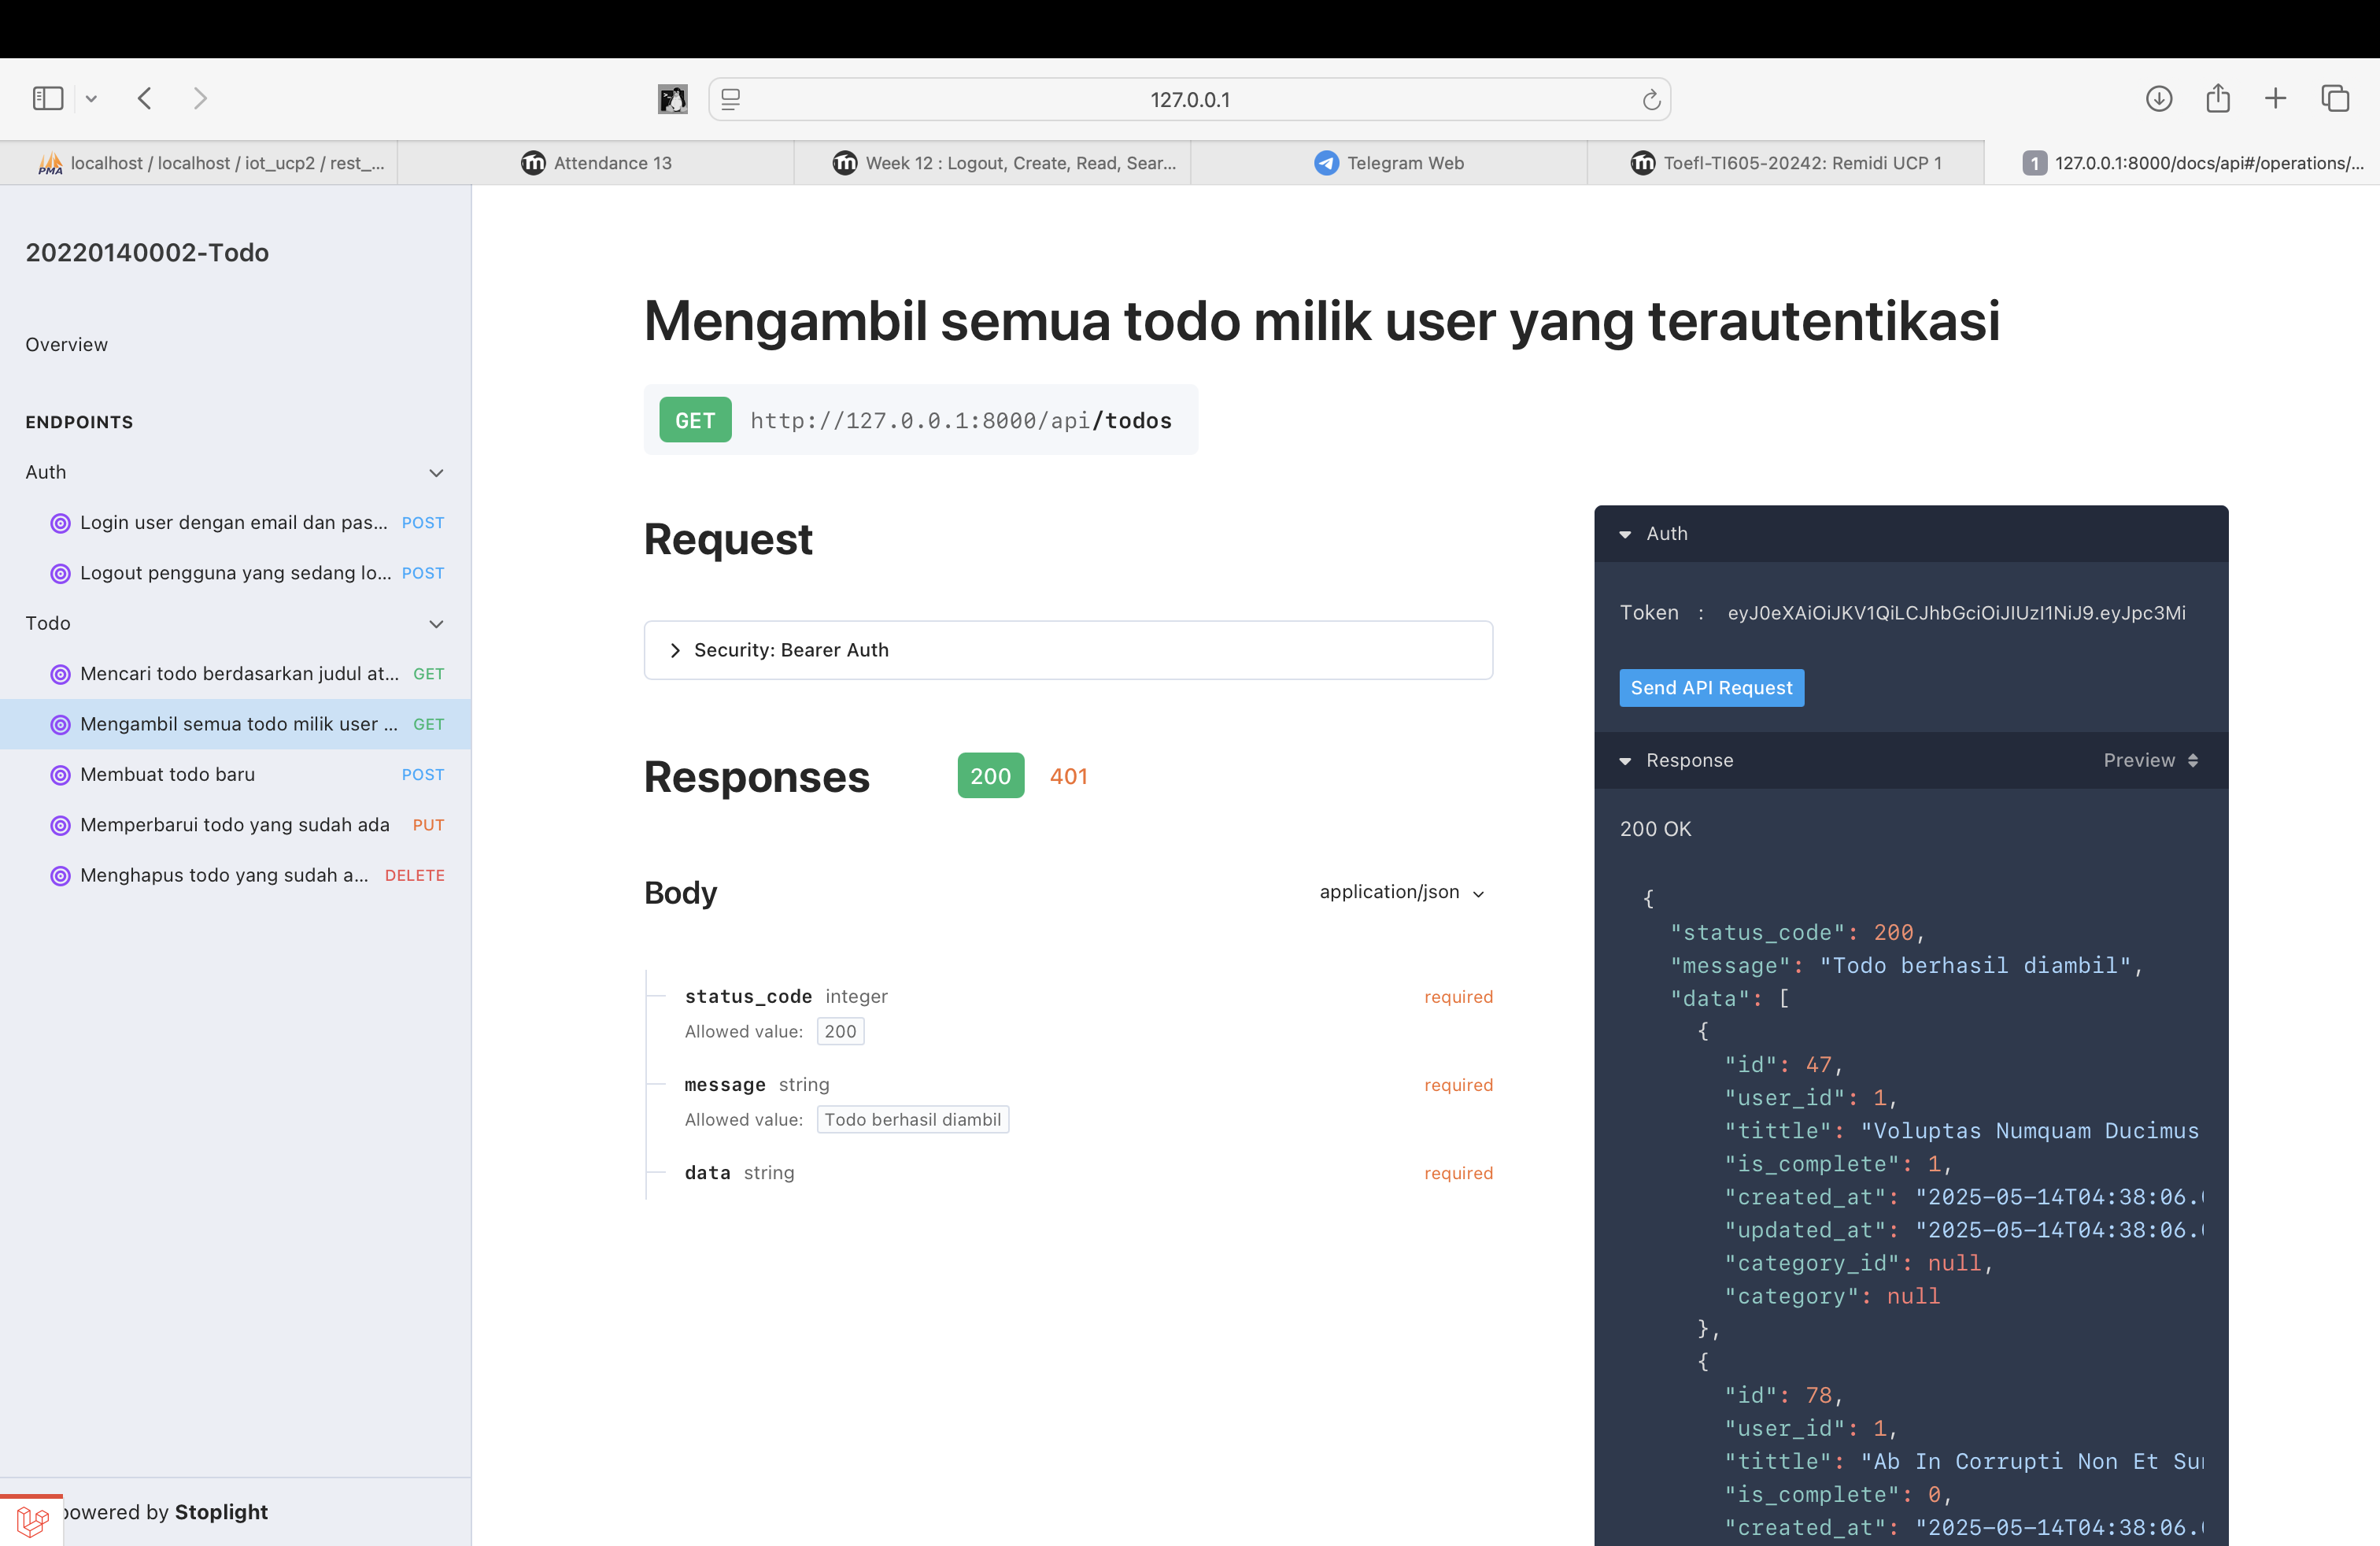 127.0.0.1
localhost / localhost / iot_ucp2 / rest_...
Attendance 13
Week 12 : Logout, Create, Read, Sear...
Telegram Web
Toefl-TI605-20242: Remidi UCP 1
1 127.0.0.1:8000/docs/api#/operations/...
20220140002-Todo
Overview
ENDPOINTS
Auth
Login user dengan email dan pas... POST
Logout pengguna yang sedang lo... POST
Todo
Mencari todo berdasarkan judul at... GET
Mengambil semua todo milik user ... GET
Membuat todo baru POST
Memperbarui todo yang sudah ada PUT
Menghapus todo yang sudah a... DELETE
powered by Stoplight
Mengambil semua todo milik user yang terautentikasi
GET http://127.0.0.1:8000/api/todos
Request
Security: Bearer Auth
Responses 200 401
Body application/json
status_code integer required
Allowed value: 200
message string required
Allowed value: Todo berhasil diambil
data string required
Auth
Token : eyJ0eXAiOiJKV1QiLCJhbGciOiJIUzI1NiJ9.eyJpc3Mi
Send API Request
Response Preview
200 OK
{
"status_code": 200,
"message": "Todo berhasil diambil",
"data": [
{
"id": 47,
"user_id": 1,
"tittle": "Voluptas Numquam Ducimus
"is_complete": 1,
"created_at": "2025-05-14T04:38:06.
"updated_at": "2025-05-14T04:38:06.
"category_id": null,
"category": null
},
{
"id": 78,
"user_id": 1,
"tittle": "Ab In Corrupti Non Et
"is_complete": 0,
"created_at": "2025-05-14T04:38:06.